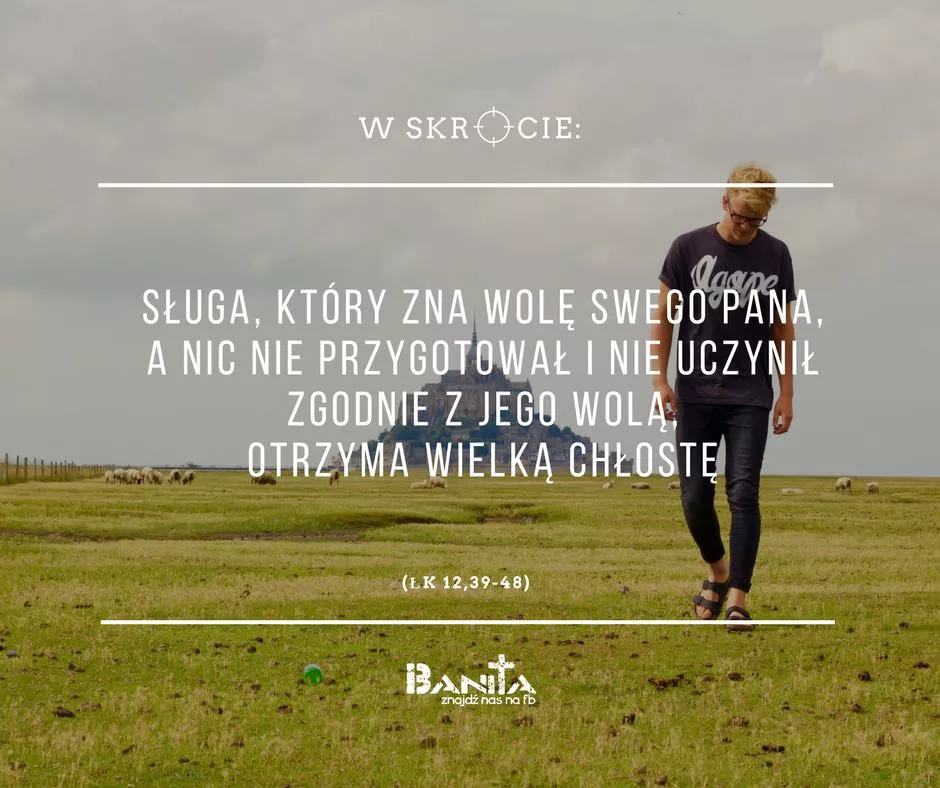 W SKRÓCIE:
Agape
SŁUGA, KTÓRY ZNA WOLĘ SWEGO PANA,
A NIC NIE PRZYGOTOWAŁ I NIE UCZYNIŁ
ZGODNIE Z JEGO WOLĄ,
OTRZYMA WIELKĄ CHŁOSTĘ
(ŁK 12,39-48)
BANITA
znajdź nas na fb